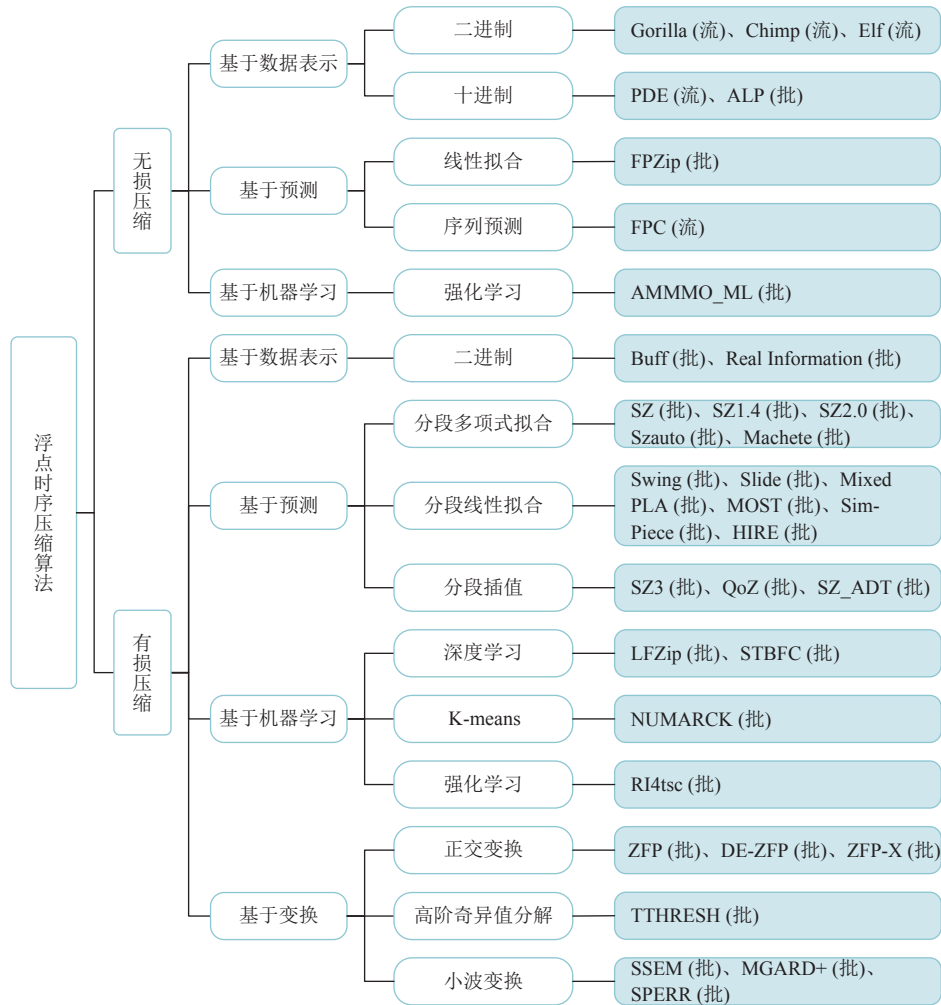 浮点时序压缩算法
无损压缩
基于数据表示
二进制
Gorilla (流)、Chimp (流)、Elf (流)
十进制
PDE (流)、ALP (批)
基于预测
线性拟合
FPZip (批)
序列预测
FPC (流)
基于机器学习
强化学习
AMMMO_ML (批)
有损压缩
基于数据表示
二进制
Buff (批)、Real Information (批)
基于预测
分段多项式拟合
SZ (批)、SZ1.4 (批)、SZ2.0 (批)、
Szauto (批)、Machete (批)
分段线性拟合
Swing (批)、Slide (批)、Mixed
PLA (批)、MOST (批)、Sim-
Piece (批)、HIRE (批)
分段插值
SZ3 (批)、QoZ (批)、SZ_ADT (批)
基于机器学习
深度学习
LFZip (批)、STBFC (批)
K-means
NUMARCK (批)
强化学习
RI4tsc (批)
基于变换
正交变换
ZFP (批)、DE-ZFP (批)、ZFP-X (批)
高阶奇异值分解
TTHRESH (批)
小波变换
SSEM (批)、MGARD+ (批)、
SPERR (批)